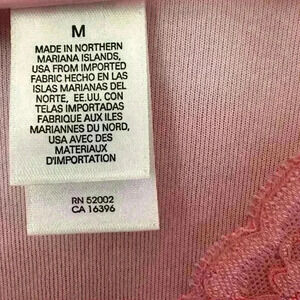 M
MADE IN NORTHERN
MARIANA ISLANDS,
USA FROM IMPORTED
FABRIC HECHO EN LAS
ISLAS MARIANAS DEL
NORTE, EE.UU. CON
TELAS IMPORTADAS
FABRIQUE AUX ILES
MARIANNES DU NORD,
USA AVEC DES
MATERIAUX
D'IMPORTATION
RN 52002
CA 16396